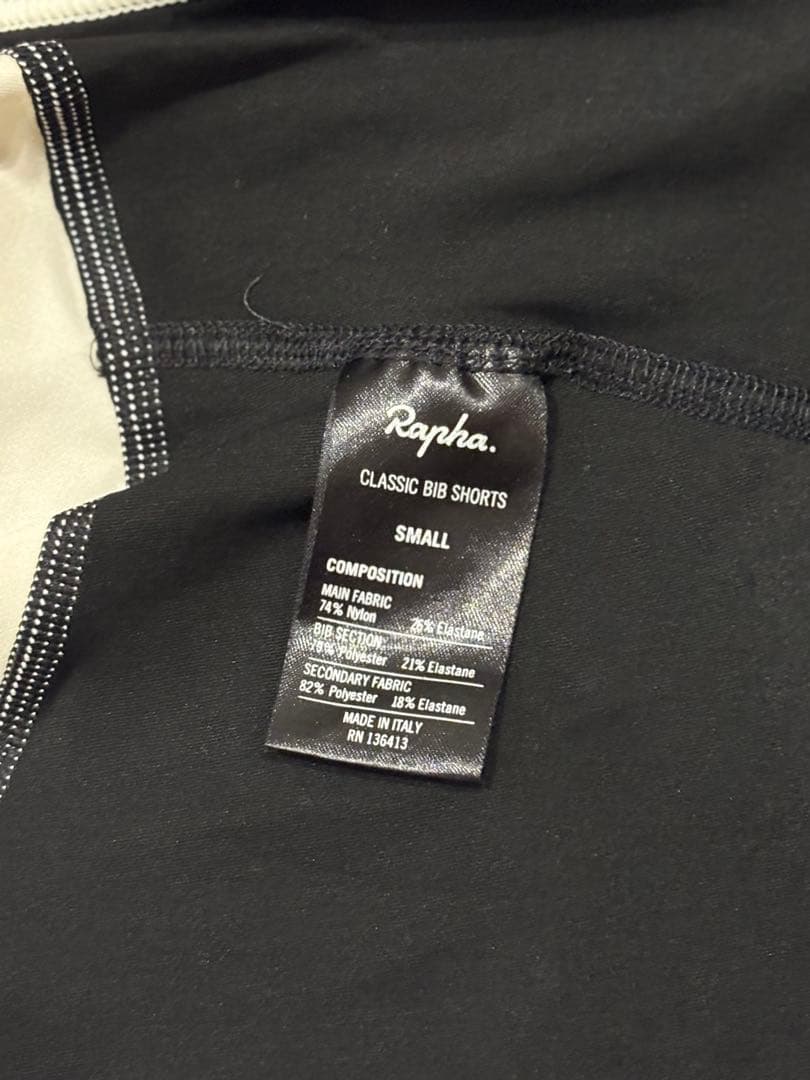 Rapha.
CLASSIC BIB SHORTS
SMALL
COMPOSITION
MAIN FABRIC
74% Nylon 26% Elastane
BIB SECTION
Polyester 21% Elastane
SECONDARY FABRIC
82% Polyester 18% Elastane
MADE IN ITALY
RN 136413